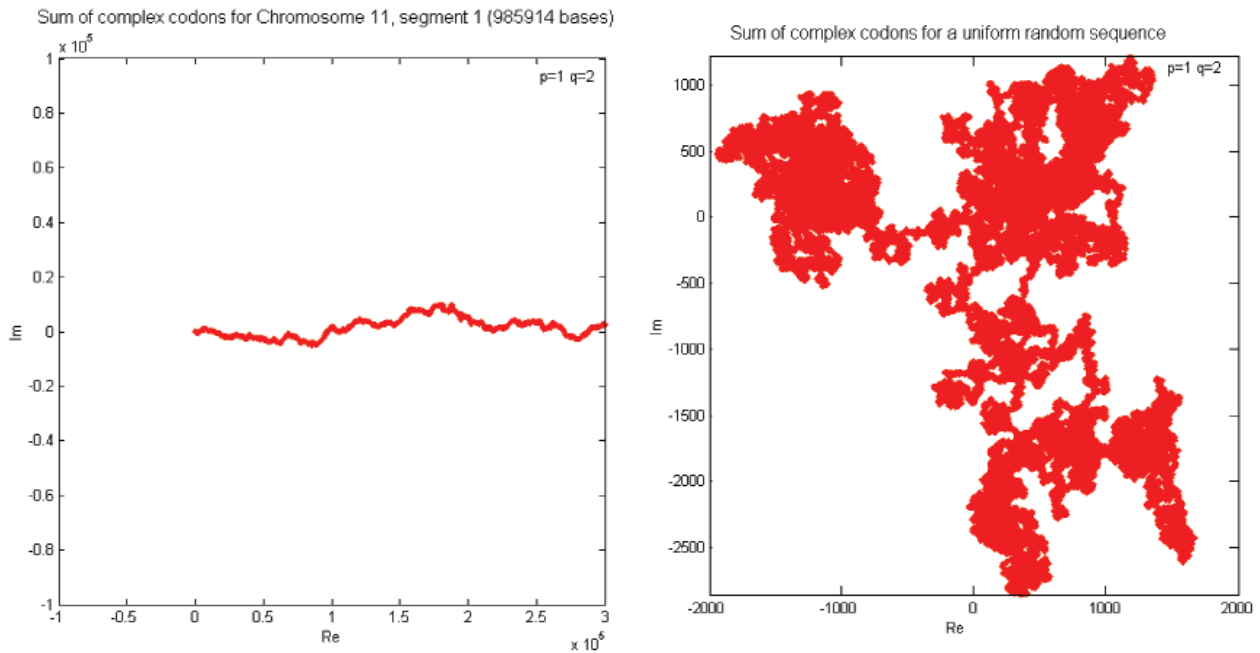 Sum of complex codons for Chromosome 11, segment 1 (985914 bases)
x 10^5
p=1 q=2
1
0.8
0.6
0.4
0.2
0
-0.2
-0.4
-0.6
-0.8
-1
Im
-1 0 0.5 1 1.5 2 2.5 3
Re
x 10^5
Sum of complex codons for a uniform random sequence
p=1 q=2
1000
500
0
-500
-1000
-1500
-2000
-2500
Im
-2000 -1000 0 1000 2000
Re